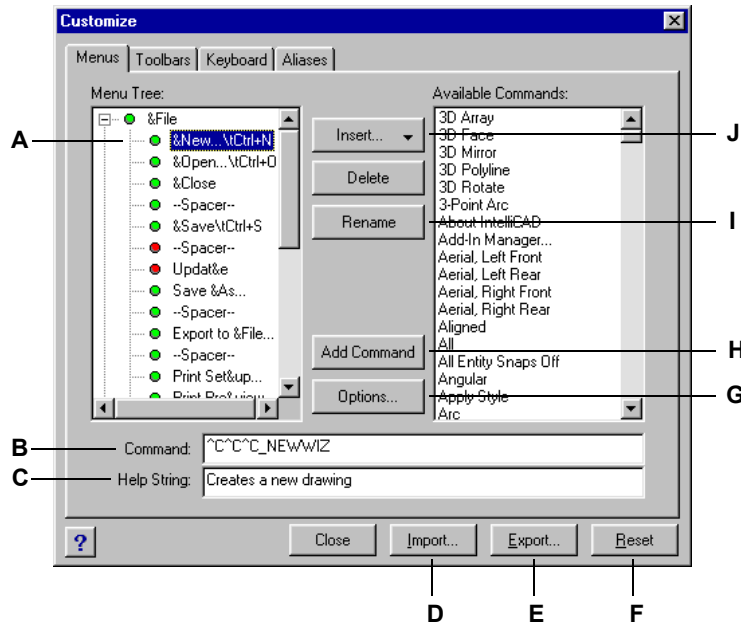 Customize
Menus Toolbars Keyboard Aliases
Menu Tree:
&File
&New...\tCtrl+N
&Open...\tCtrl+O
&Close
--Spacer--
&Save\tCtrl+S
--Spacer--
Updat&e
Save &As...
--Spacer--
Export to &File...
--Spacer--
Print Set&up...
Print Pre&view
A
Insert...
Delete
Rename
Add Command
Options...
Available Commands:
3D Array
3D Face
3D Mirror
3D Polyline
3D Rotate
3-Point Arc
About IntelliCAD
Add-In Manager...
Aerial, Left Front
Aerial, Left Rear
Aerial, Right Front
Aerial, Right Rear
Aligned
All
All Entity Snaps Off
Angular
Apply Style
Arc
J
I
H
G
B
Command: ^C^C^C_NEWWIZ
C
Help String: Creates a new drawing
? Close Import... Export... Reset
D E F